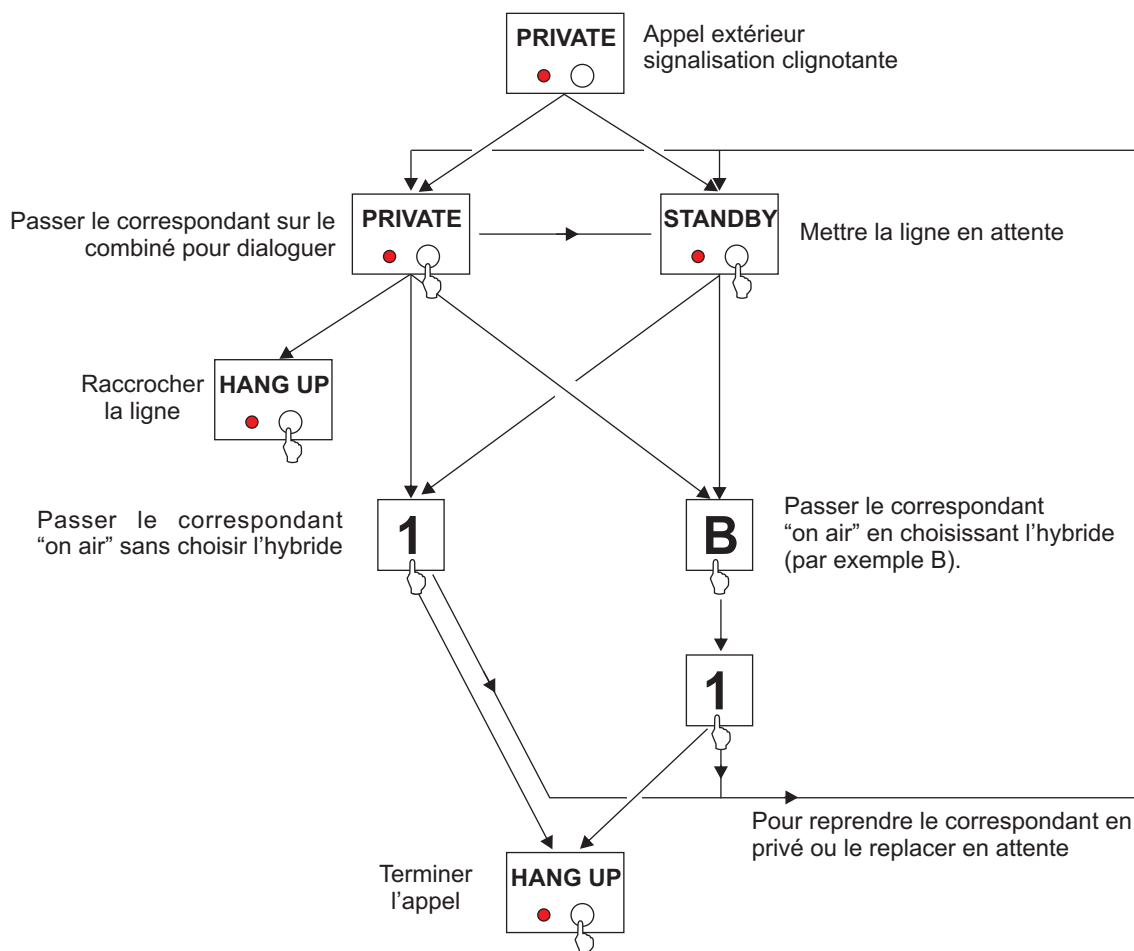 PRIVATE
Appel extérieur
signalisation clignotante
Passer le correspondant sur le
combiné pour dialoguer
PRIVATE
STANDBY
Mettre la ligne en attente
Raccrocher
la ligne
HANG UP
Passer le correspondant
“on air” sans choisir l’hybride
1
B
Passer le correspondant
“on air” en choisissant l’hybride
(par exemple B).
1
Pour reprendre le correspondant en
privé ou le replacer en attente
Terminer
l’appel
HANG UP